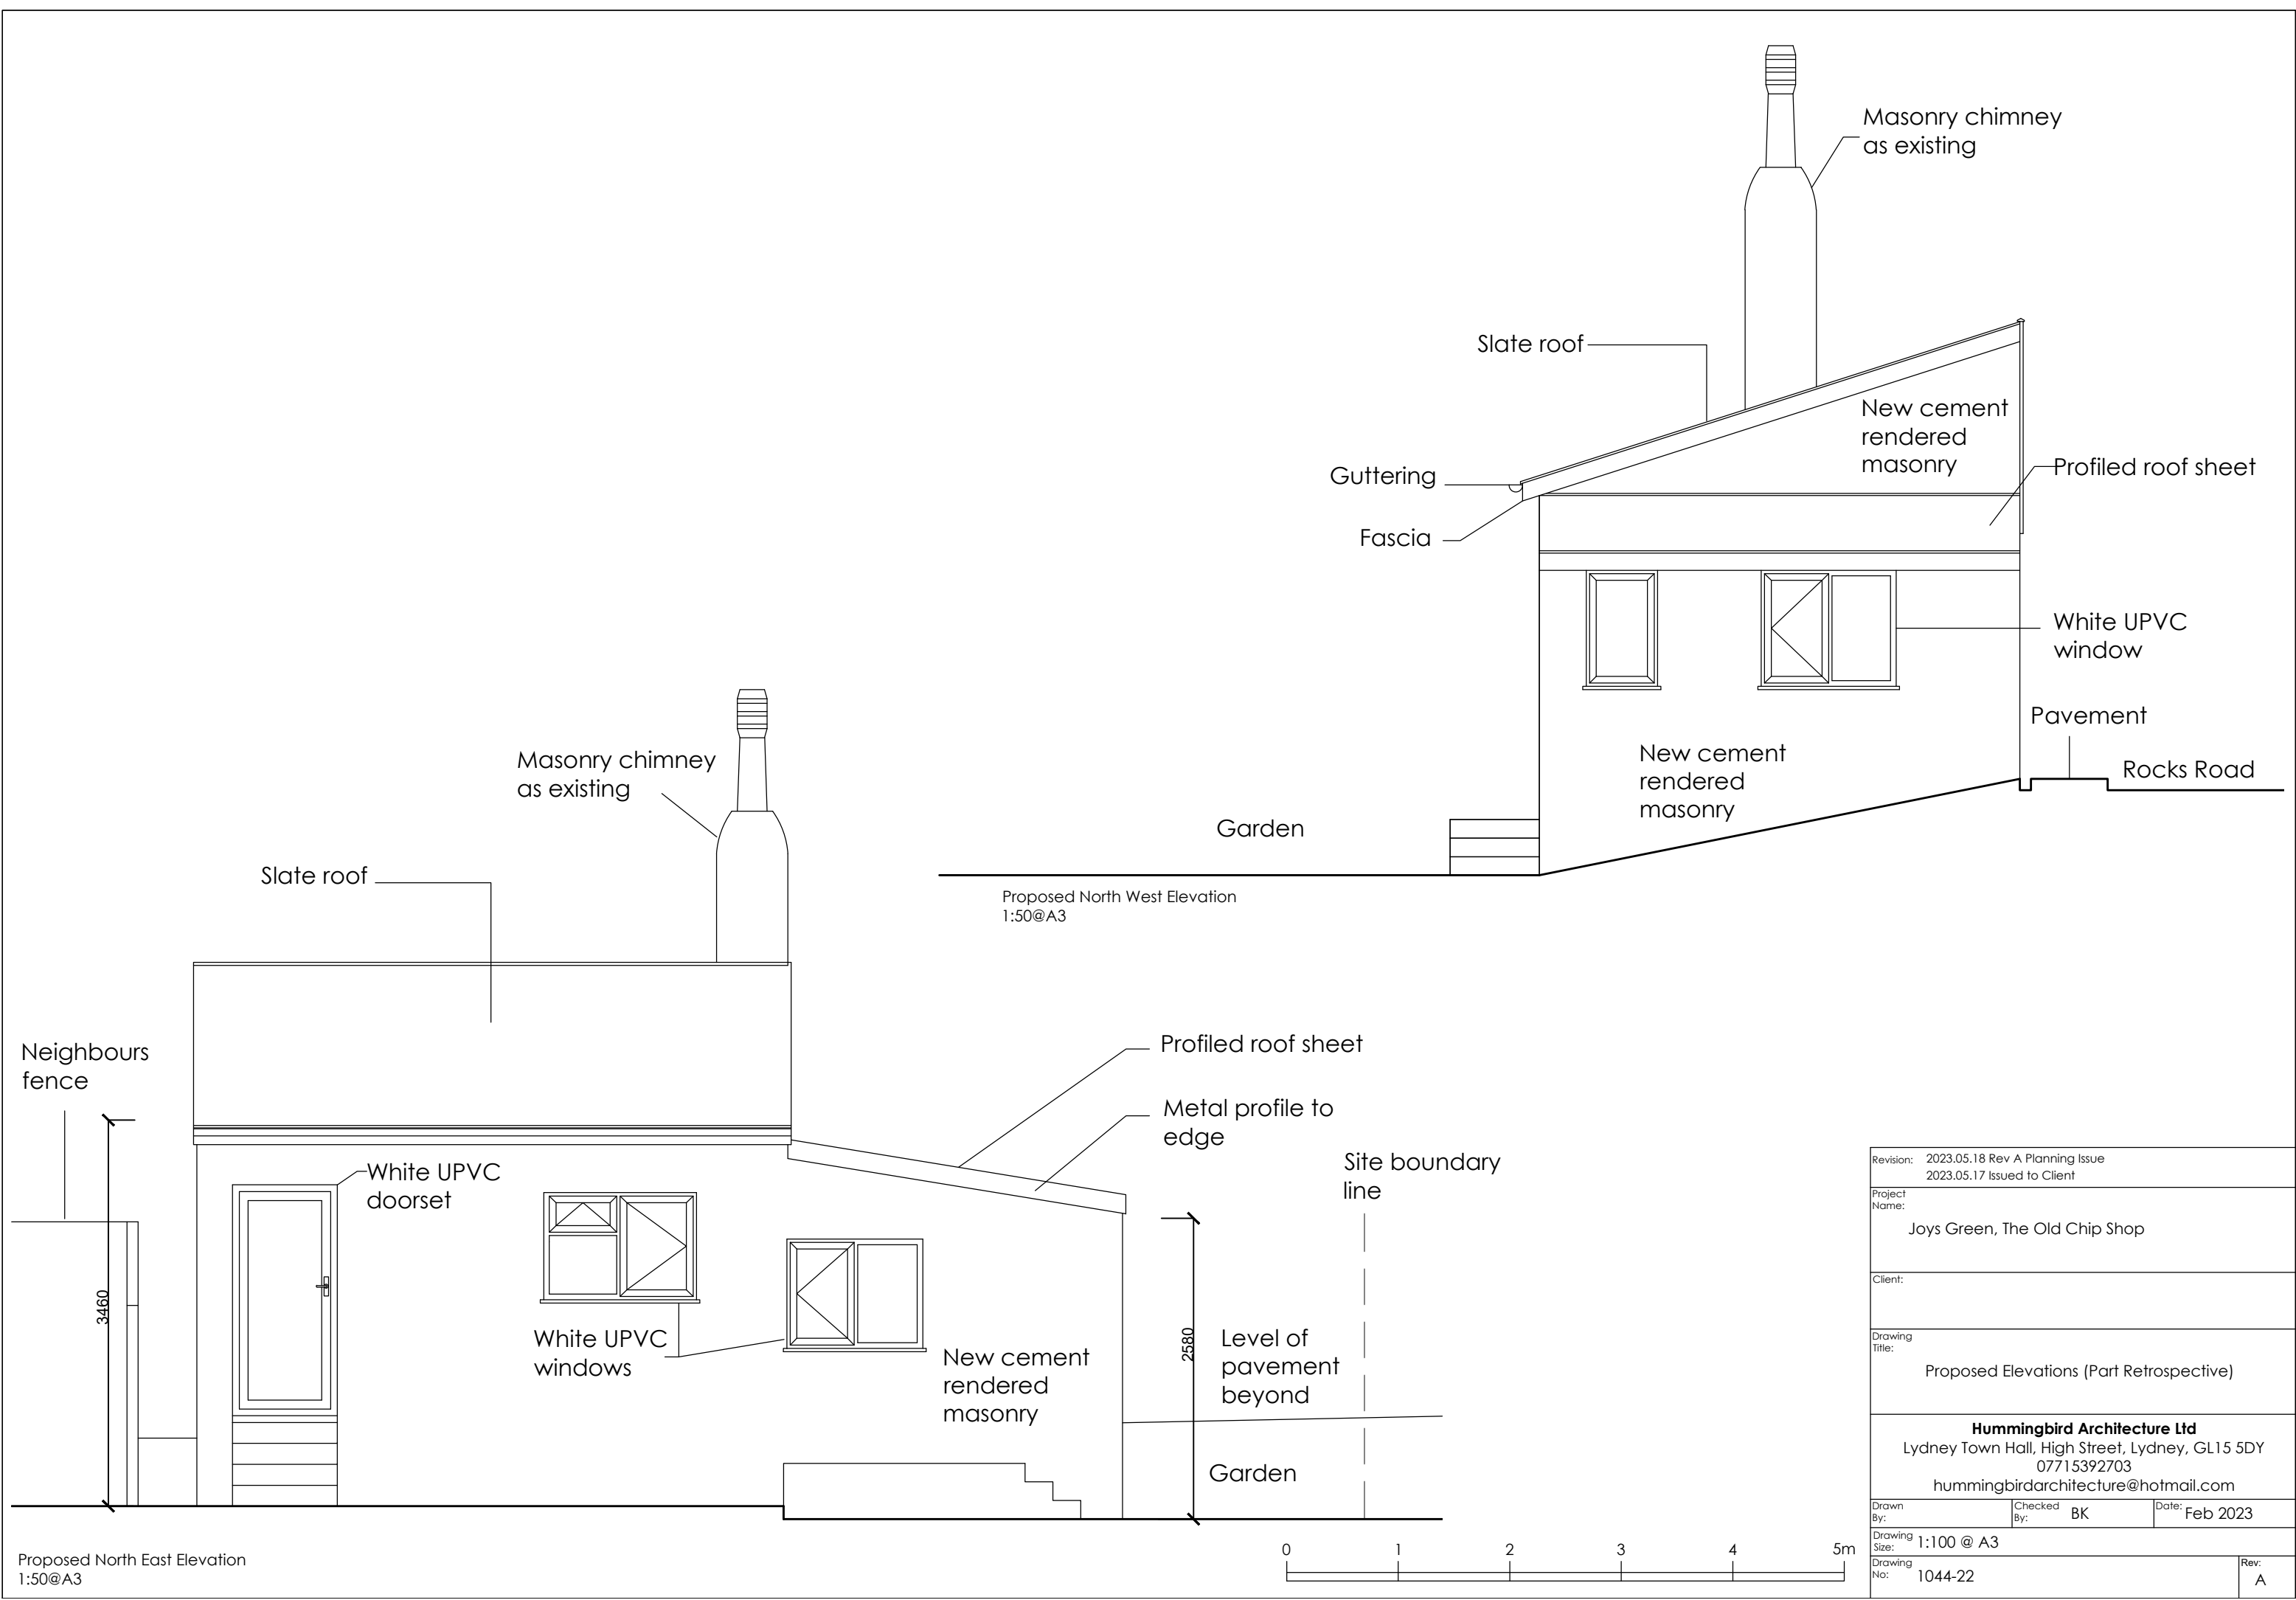 Masonry chimney
as existing
Slate roof
New cement
rendered
masonry
Guttering
Profiled roof sheet
Fascia
White UPVC
window
Pavement
New cement
rendered
masonry
Rocks Road
Garden
Proposed North West Elevation
1:50@A3
Masonry chimney
as existing
Slate roof
Neighbours
fence
Profiled roof sheet
Metal profile to
edge
Site boundary
line
White UPVC
doorset
3460
White UPVC
windows
2580
Level of
pavement
beyond
New cement
rendered
masonry
Garden
Proposed North East Elevation
1:50@A3
0 1 2 3 4 5m
Revision: 2023.05.18 Rev A Planning Issue
2023.05.17 Issued to Client
Project
Name:
Joys Green, The Old Chip Shop
Client:
Drawing
Title:
Proposed Elevations (Part Retrospective)
Hummingbird Architecture Ltd
Lydney Town Hall, High Street, Lydney, GL15 5DY
07715392703
hummingbirdarchitecture@hotmail.com
Drawn
By:
Checked
By: BK
Date: Feb 2023
Drawing
Size: 1:100 @ A3
Drawing
No: 1044-22
Rev:
A